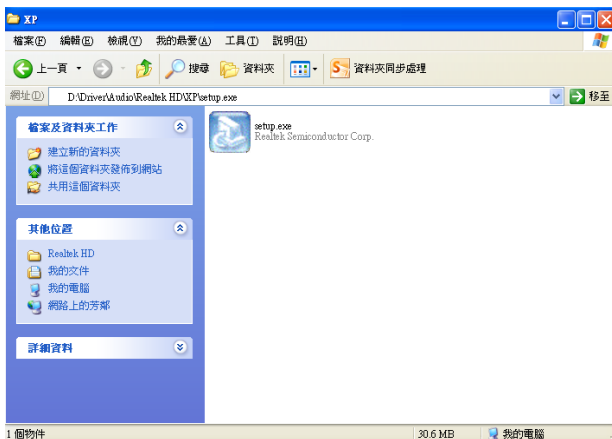 XP
檔案(F) 編輯(E) 檢視(V) 我的最愛(A) 工具(T) 說明(H)
上一頁 搜尋 資料夾 資料夾同步處理
網址(D) D:\Driver\Audio\Realtek HD\XP\setup.exe 移至
檔案及資料夾工作
建立新的資料夾
將這個資料夾發佈到網站
共用這個資料夾
其他位置
Realtek HD
我的文件
我的電腦
網路上的芳鄰
詳細資料
setup.exe
Realtek Semiconductor Corp.
1 個物件 30.6 MB 我的電腦